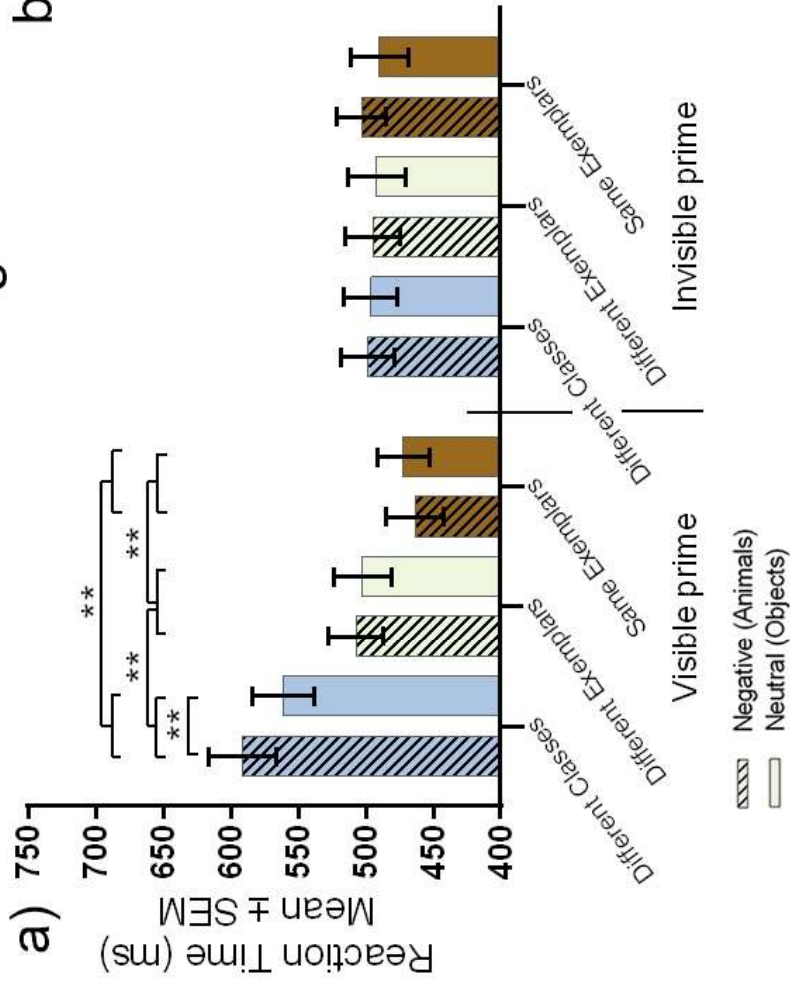 a)
b
Reaction Time (ms)
Mean ± SEM
750
700
650
600
550
500
450
400
**
**
**
**
Different Classes
Different Exemplars
Same Exemplars
Different Classes
Different Exemplars
Same Exemplars
Visible prime
Invisible prime
Negative (Animals)
Neutral (Objects)